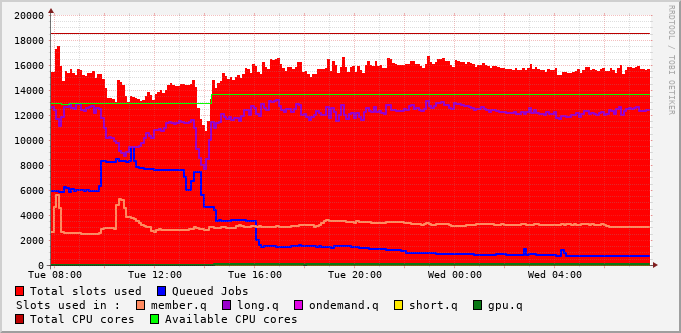 20000
18000
16000
14000
12000
10000
8000
6000
4000
2000
0
Tue 08:00 Tue 12:00 Tue 16:00 Tue 20:00 Wed 00:00 Wed 04:00
Total slots used Queued Jobs
Slots used in : member.q long.q ondemand.q short.q gpu.q
Total CPU cores Available CPU cores
RRDTOOL / TOBI OETIKER